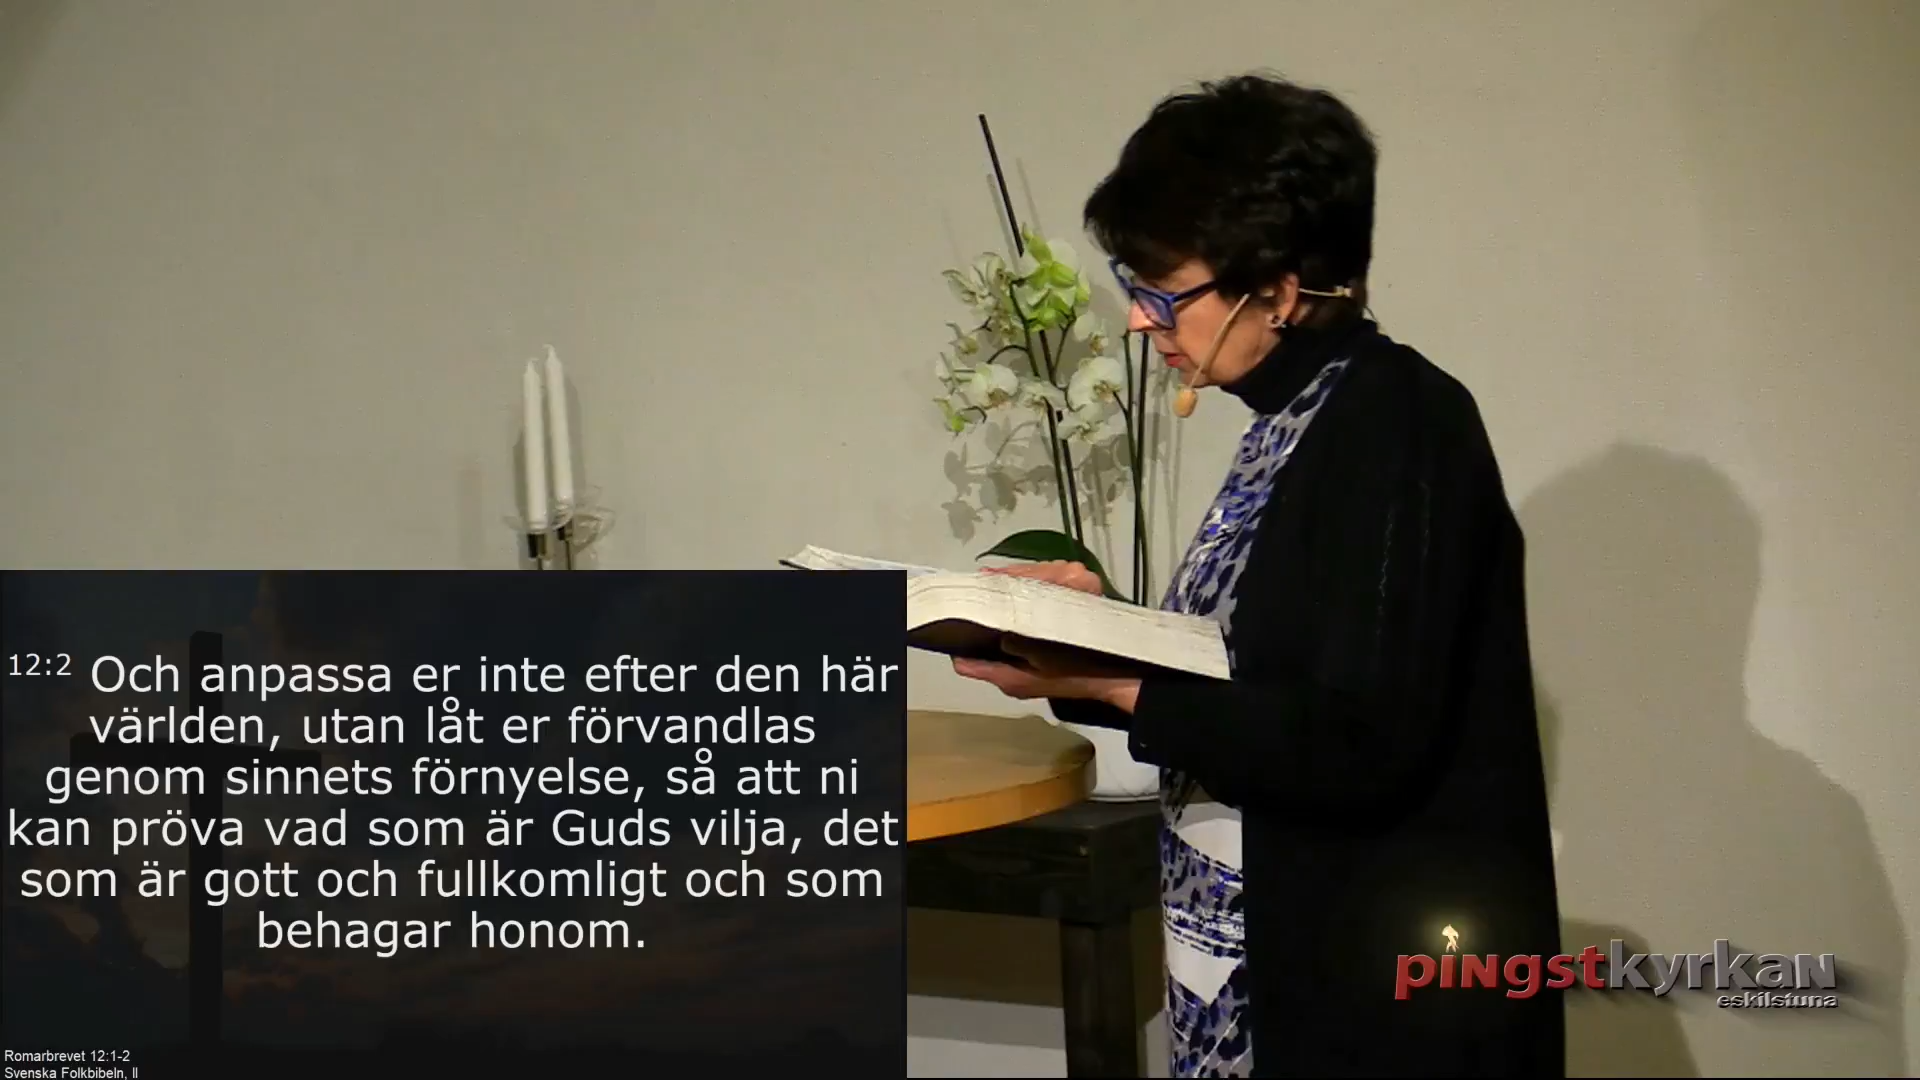 12:2 Och anpassa er inte efter den här
världen, utan låt er förvandlas
genom sinnets förnyelse, så att ni
kan pröva vad som är Guds vilja, det
som är gott och fullkomligt och som
behagar honom.
Romarbrevet 12:1-2
Svenska Folkbibeln, II
pingstkyrkan
eskilstuna